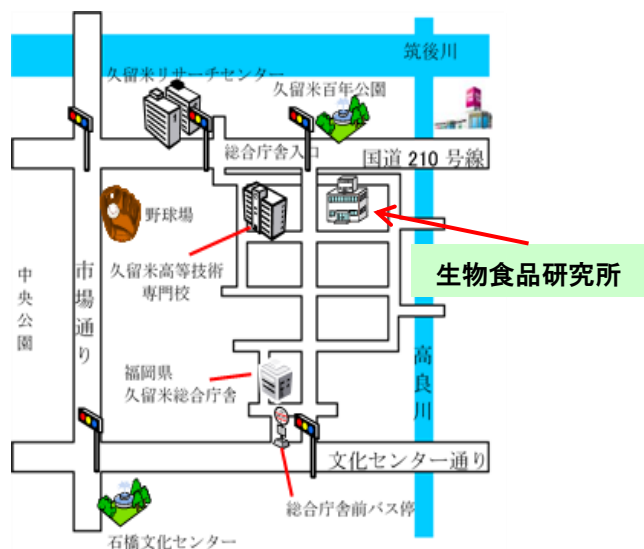 筑後川
久留米リサーチセンター
久留米百年公園
総合庁舎入口
国道 210 号線
野球場
久留米高等技術
専門校
生物食品研究所
中央公園
市場通り
福岡県
久留米総合庁舎
高良川
文化センター通り
総合庁舎前バス停
石橋文化センター